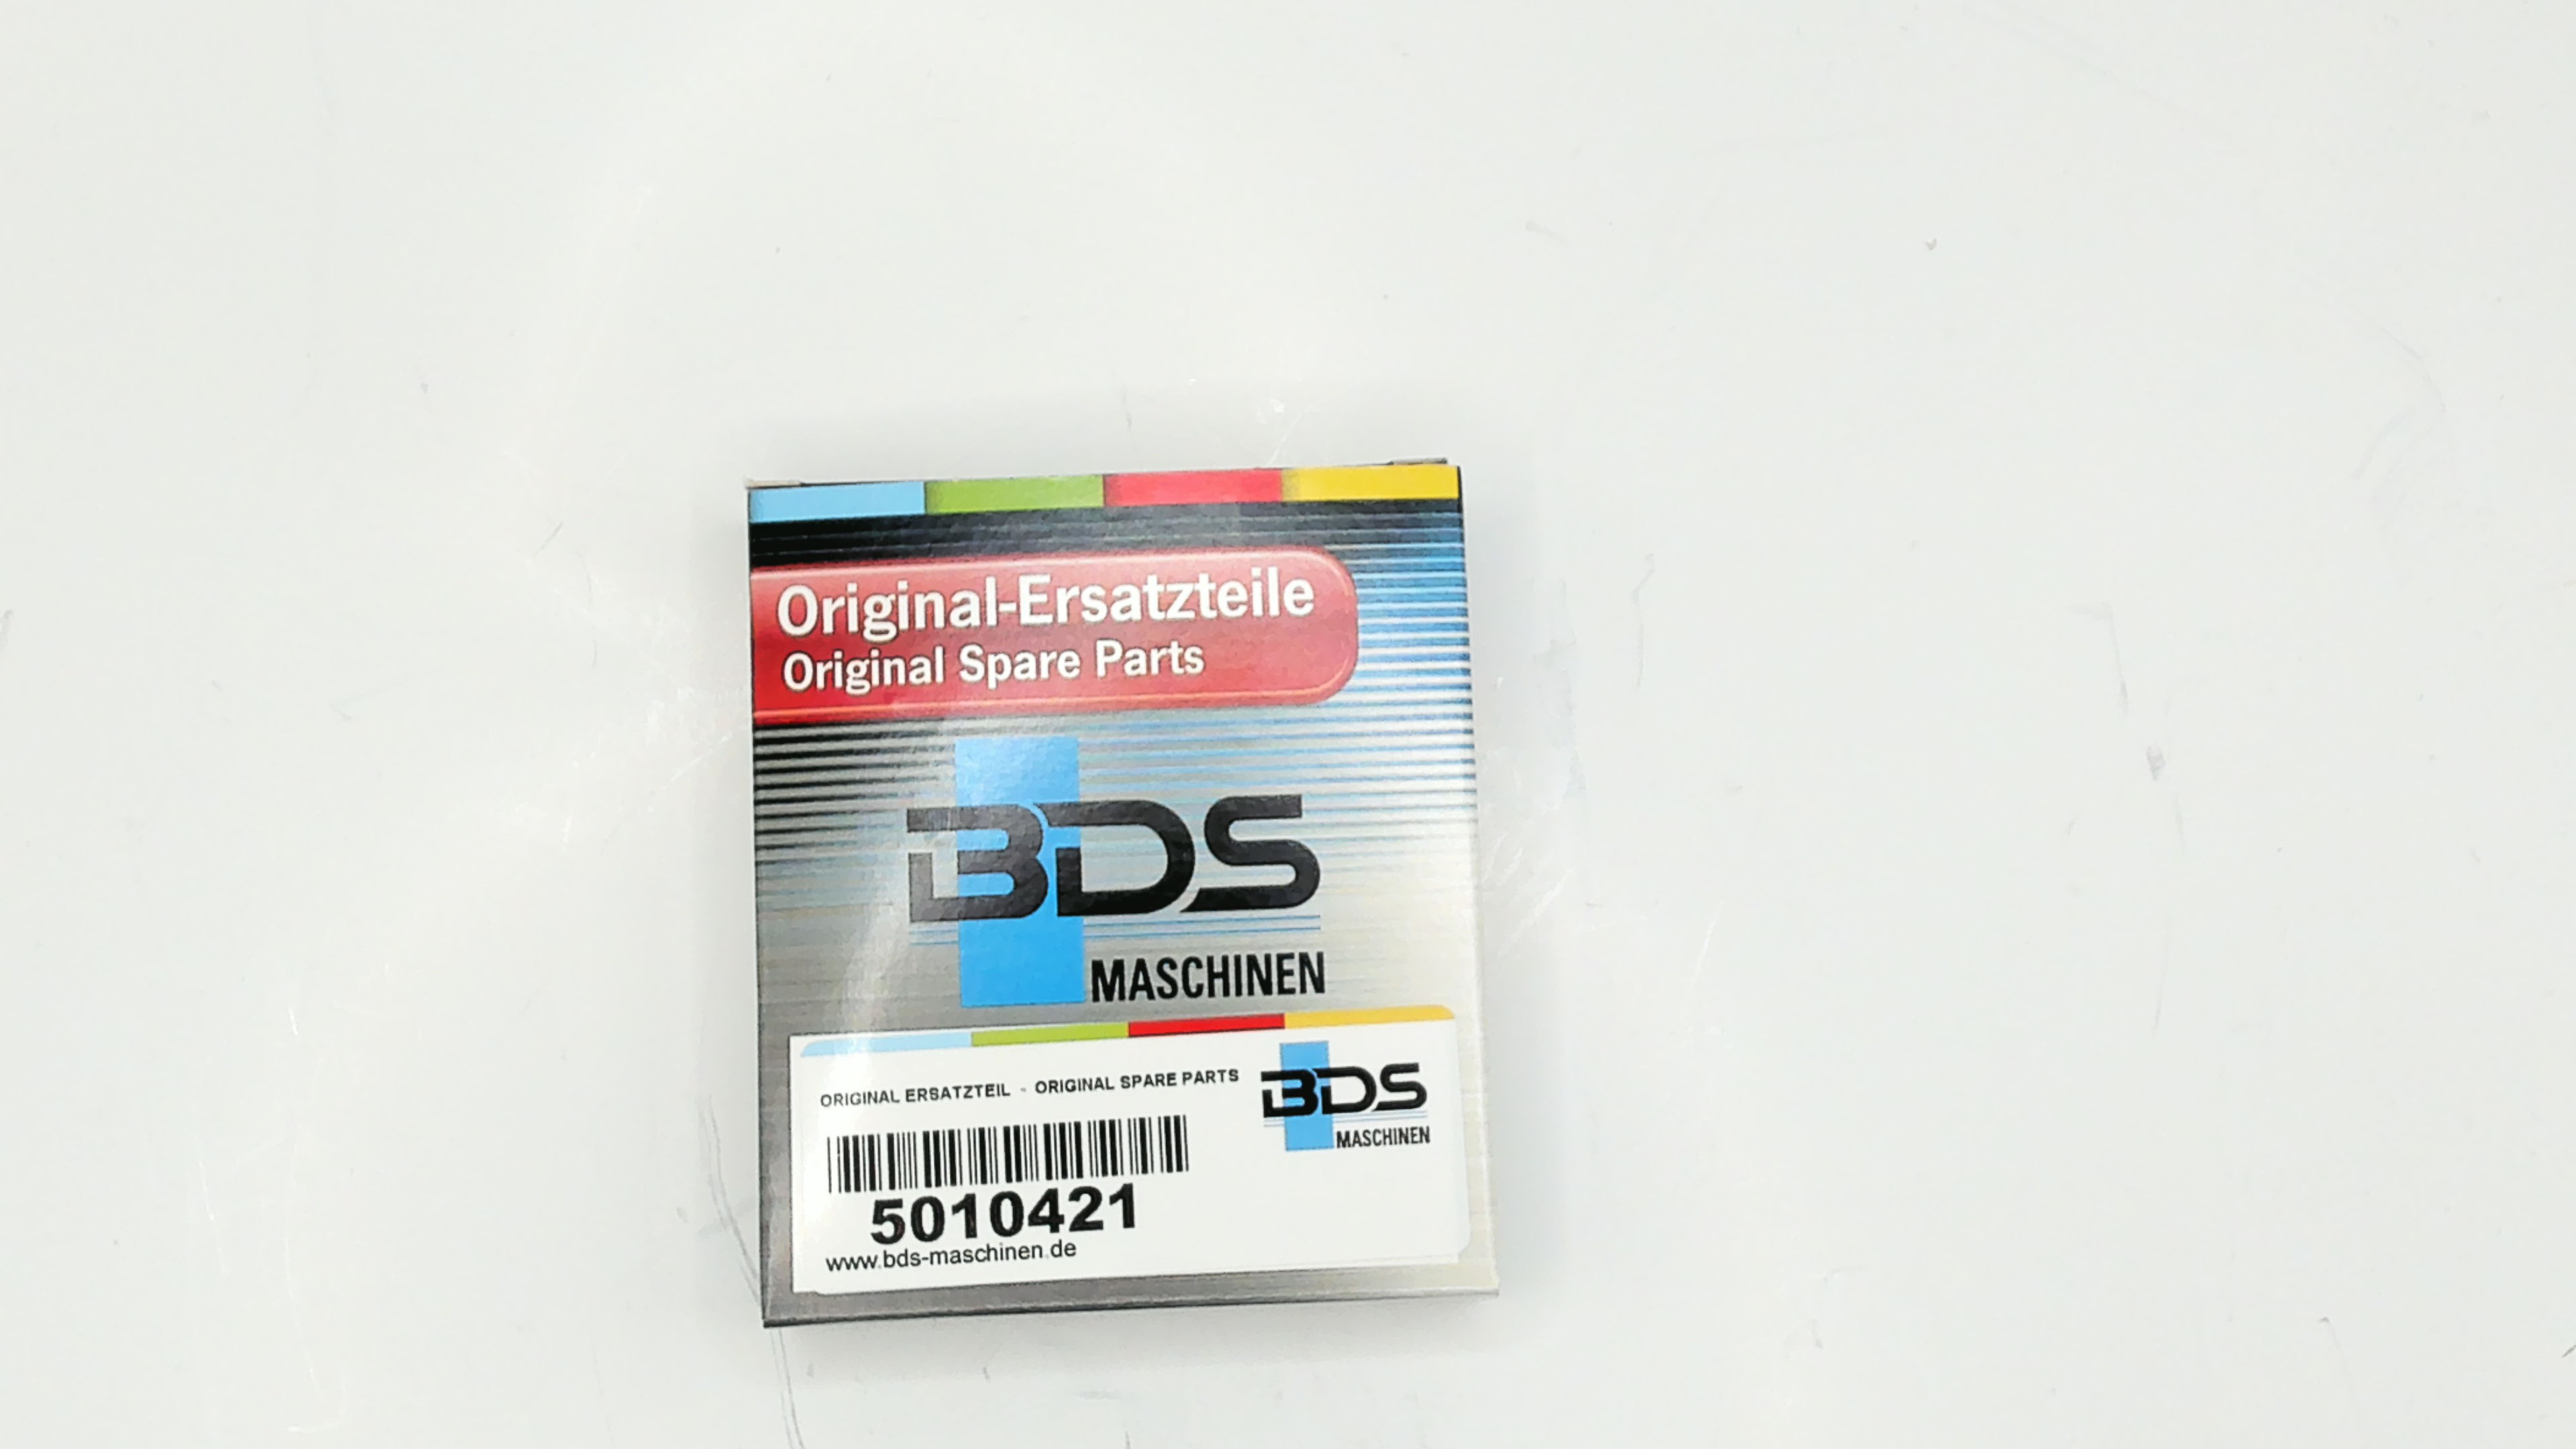 Original-Ersatzteile
Original Spare Parts
BDS
MASCHINEN
ORIGINAL ERSATZTEIL - ORIGINAL SPARE PARTS
BDS
MASCHINEN
5010421
www.bds-maschinen.de